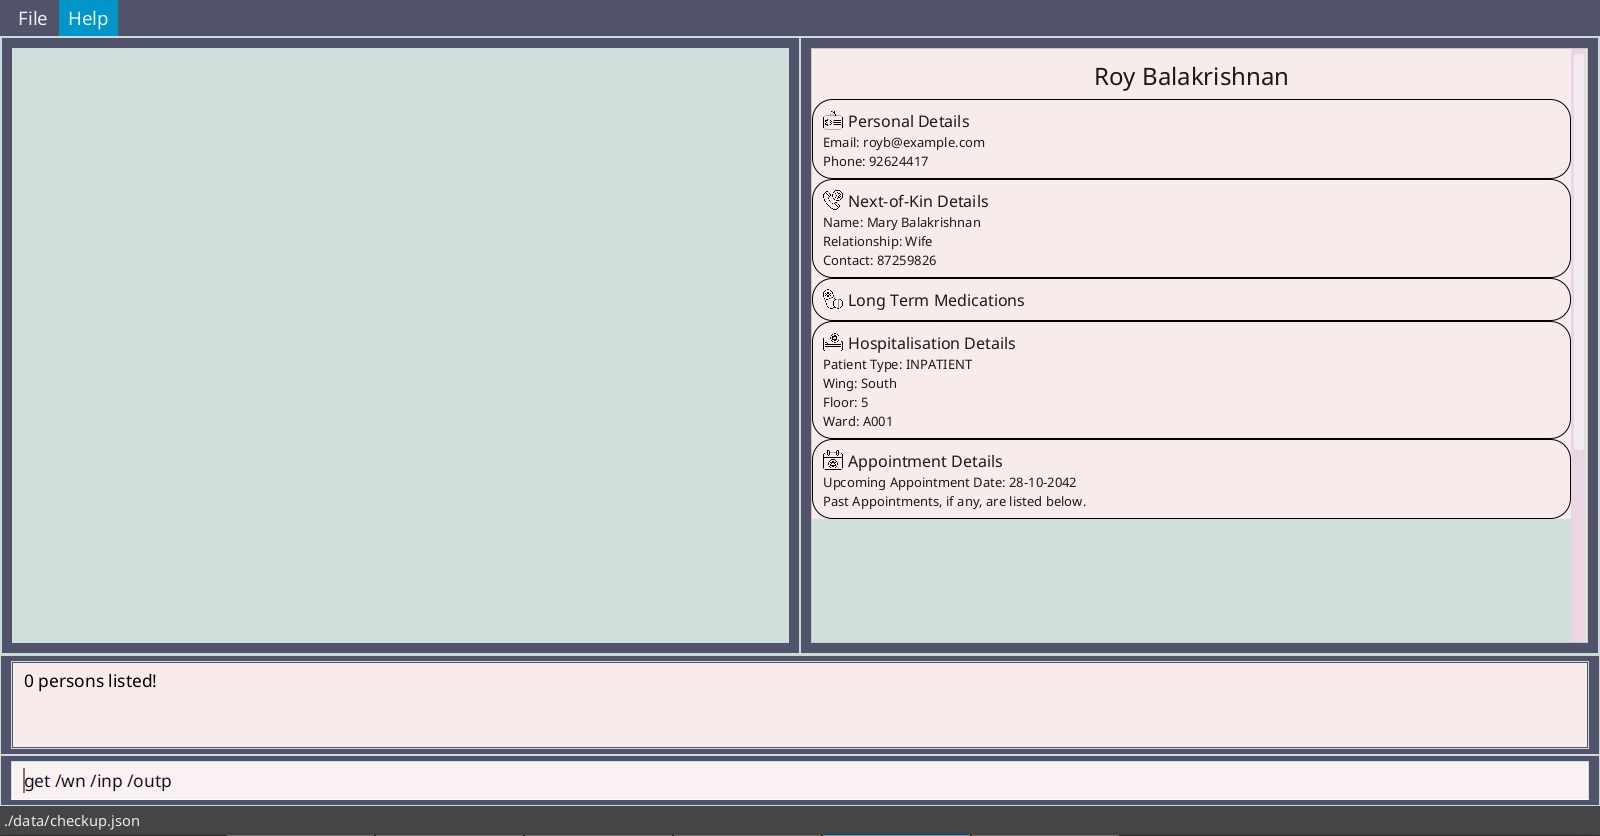 File Help
Roy Balakrishnan
Personal Details
Email: royb@example.com
Phone: 92624417
Next-of-Kin Details
Name: Mary Balakrishnan
Relationship: Wife
Contact: 87259826
Long Term Medications
Hospitalisation Details
Patient Type: INPATIENT
Wing: South
Floor: 5
Ward: A001
Appointment Details
Upcoming Appointment Date: 28-10-2042
Past Appointments, if any, are listed below.
0 persons listed!
get /wn /inp /outp
./data/checkup.json